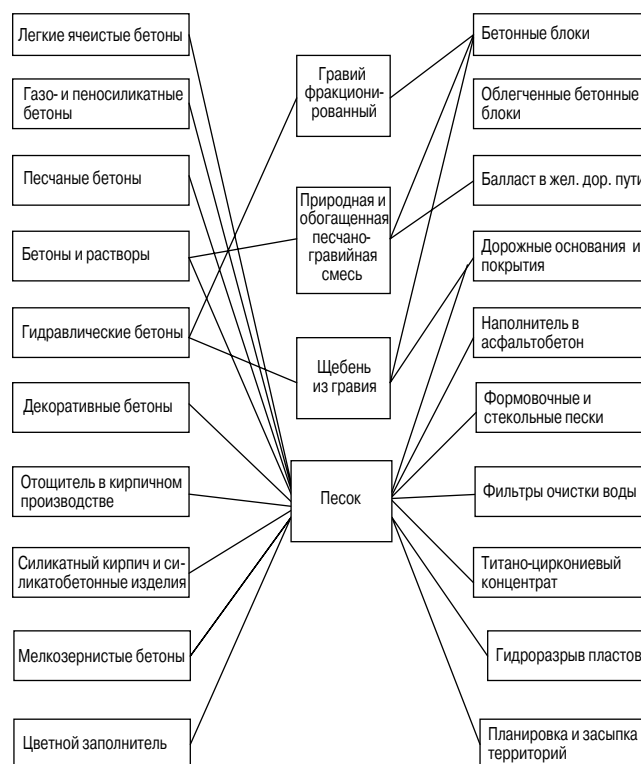 Легкие ячеистые бетоны
Газо- и пеносиликатные
бетоны
Песчаные бетоны
Бетоны и растворы
Гидравлические бетоны
Декоративные бетоны
Отощитель в кирпичном
производстве
Силикатный кирпич и си-
ликатобетонные изделия
Мелкозернистые бетоны
Цветной заполнитель
Гравий
фракциони-
рованный
Природная и
обогащенная
песчано-
гравийная
смесь
Щебень
из гравия
Песок
Бетонные блоки
Облегченные бетонные
блоки
Балласт в жел. дор. пути
Дорожные основания и
покрытия
Наполнитель в
асфальтобетон
Формовочные и
стекольные пески
Фильтры очистки воды
Титано-циркониевый
концентрат
Гидроразрыв пластов
Планировка и засыпка
территорий